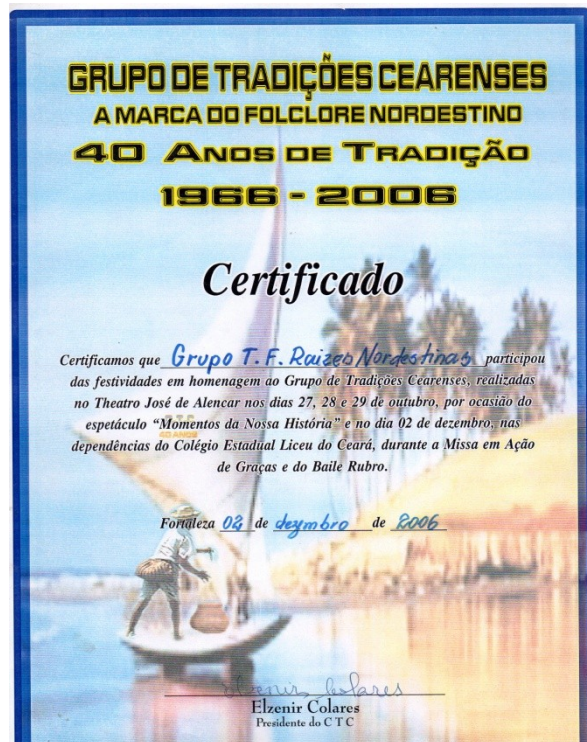 GRUPO DE TRADIÇÕES CEARENSES
A MARCA DO FOLCLORE NORDESTINO
40 ANOS DE TRADIÇÃO
1966 - 2006
Certificado
Certificamos que Grupo T. F. Raizes Nordestinas participou
das festividades em homenagem ao Grupo de Tradições Cearenses, realizadas
no Theatro José de Alencar nos dias 27, 28 e 29 de outubro, por ocasião do
espetáculo “Momentos da Nossa História” e no dia 02 de dezembro, nas
dependências do Colégio Estadual Liceu do Ceará, durante a Missa em Ação
de Graças e do Baile Rubro.
40 ANOS
Fortaleza 02 de dezembro de 2006
Elzenir Colares
Elzenir Colares
Presidente do C T C